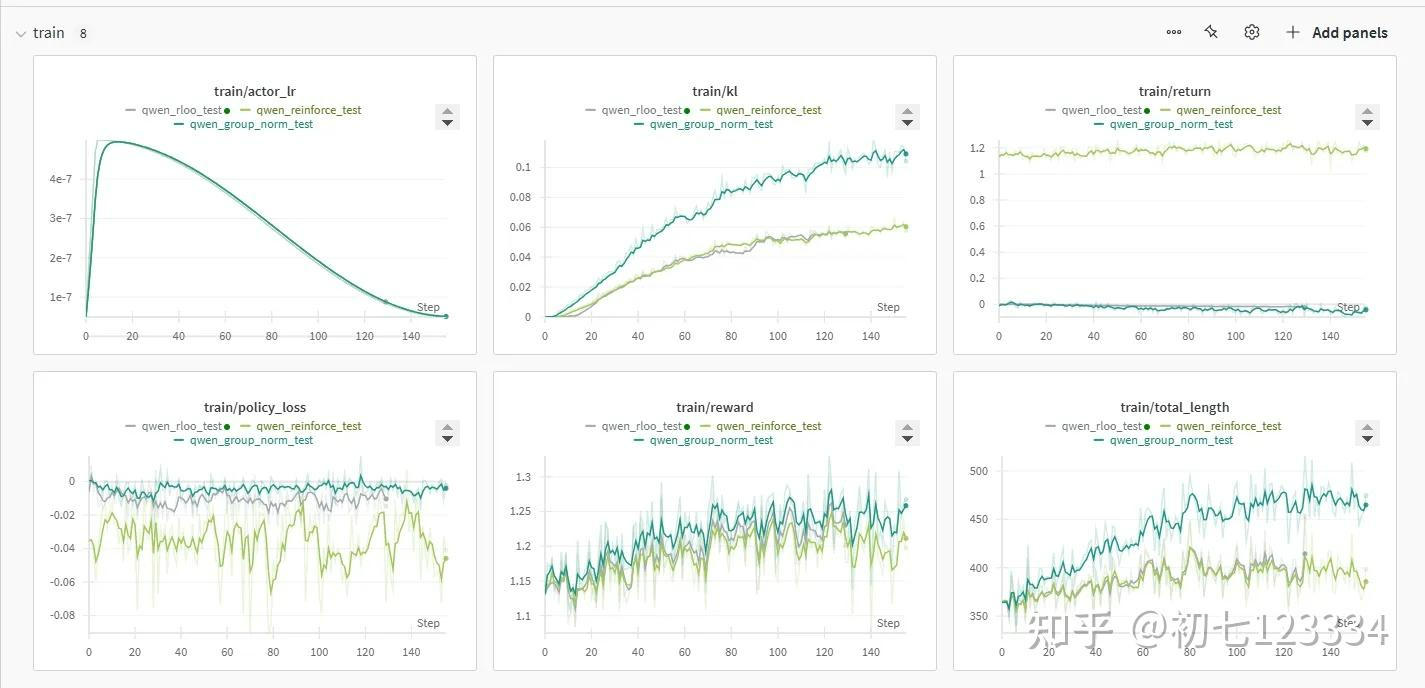 train 8
Add panels
train/actor_lr
qwen_rloo_test qwen_reinforce_test
qwen_group_norm_test
4e-7
3e-7
2e-7
1e-7
Step
0 20 40 60 80 100 120 140
train/kl
qwen_rloo_test qwen_reinforce_test
qwen_group_norm_test
0.1
0.08
0.06
0.04
0.02
0
Step
0 20 40 60 80 100 120 140
train/return
qwen_rloo_test qwen_reinforce_test
qwen_group_norm_test
1.2
1
0.8
0.6
0.4
0.2
0
Step
0 20 40 60 80 100 120 140
train/policy_loss
qwen_rloo_test qwen_reinforce_test
qwen_group_norm_test
0
-0.02
-0.04
-0.06
-0.08
Step
0 20 40 60 80 100 120 140
train/reward
qwen_rloo_test qwen_reinforce_test
qwen_group_norm_test
1.3
1.25
1.2
1.15
1.1
Step
0 20 40 60 80 100 120 140
train/total_length
qwen_rloo_test qwen_reinforce_test
qwen_group_norm_test
500
450
400
350
Step
0 20 40 60 80 100 120 140
知乎 @初七123334